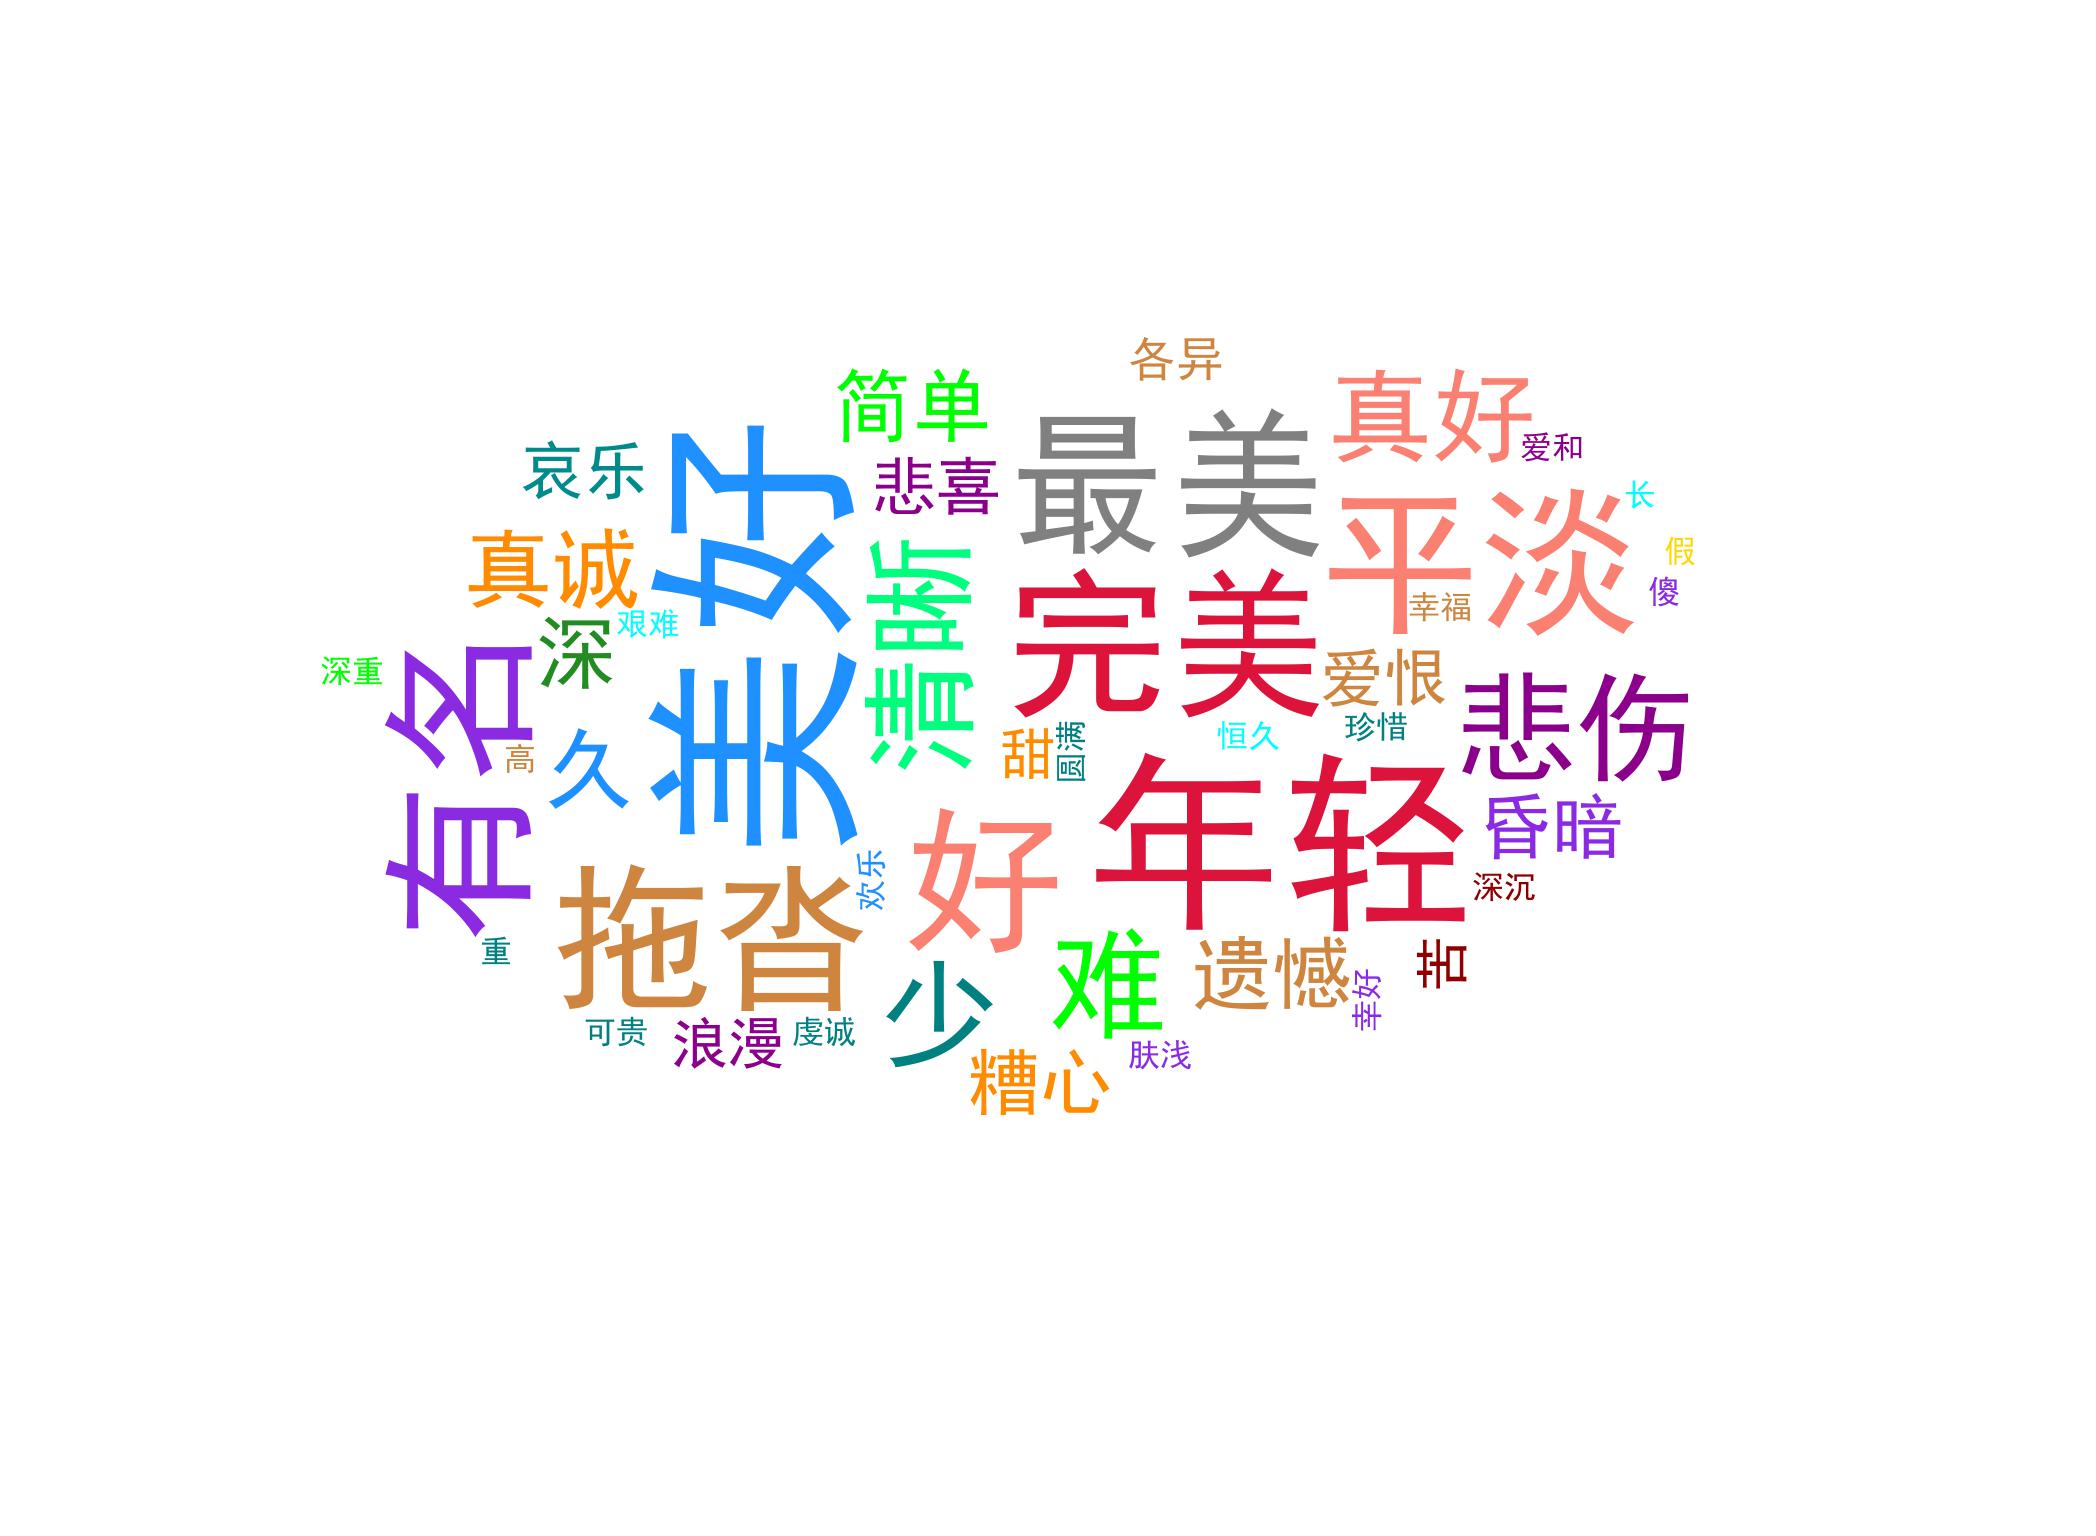 各异
简单
真好
最美
爱和
哀乐
美好
悲喜
平淡
长
真诚
清晰
假
傻
完美
幸福
艰难
深
爱恨
深重
有名
悲伤
高
久
甜
圆满
恒久
珍惜
年轻
昏暗
拖沓
欢乐
好
深沉
重
少
难
遗憾
苦
幸好
可贵
浪漫
虔诚
糟心
肤浅